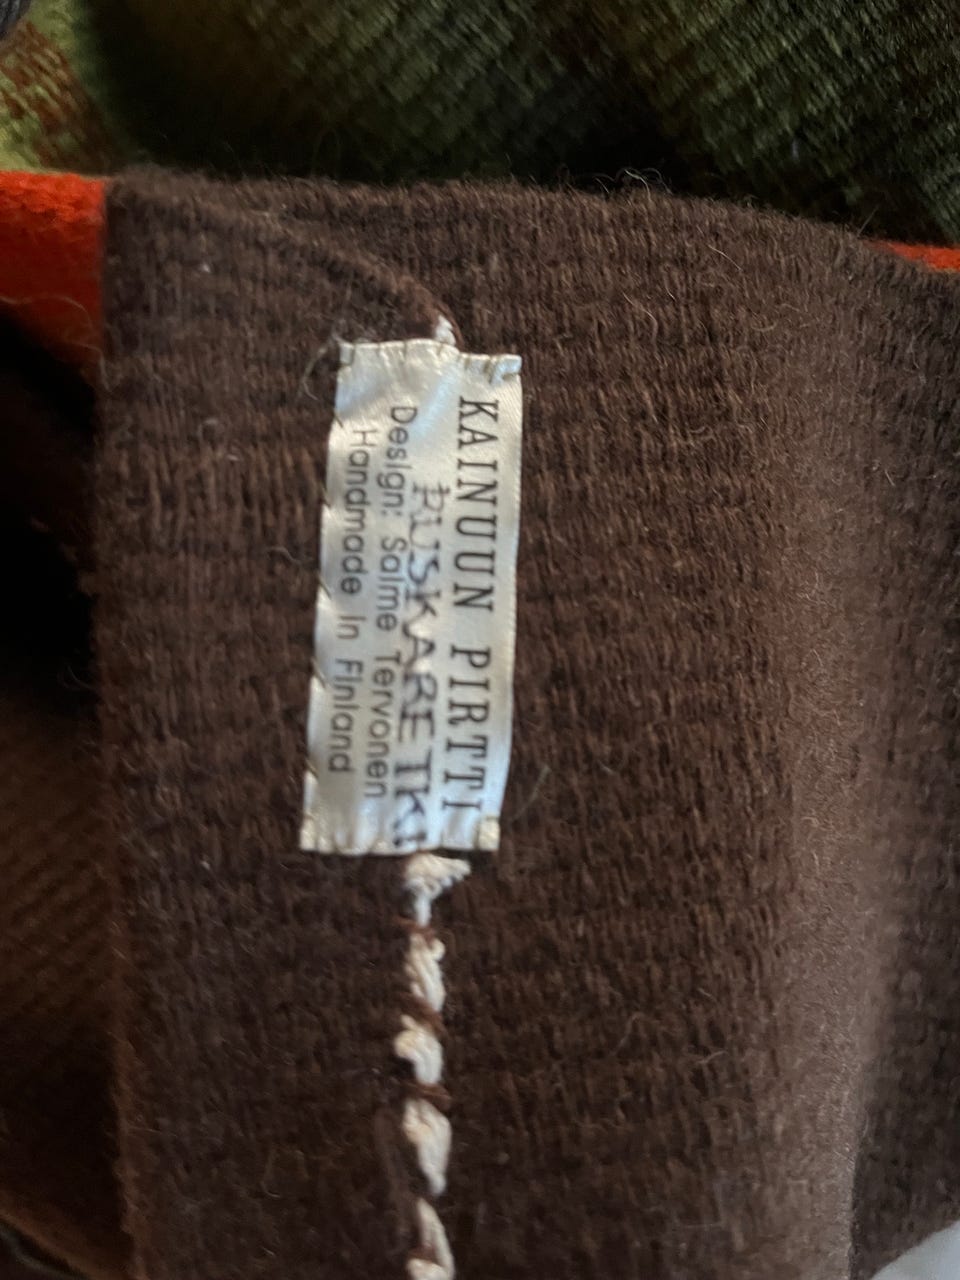 KAINUUN PIRTTI
RUSKARETKI
Design: Salme Tervonen
Handmade in Finland